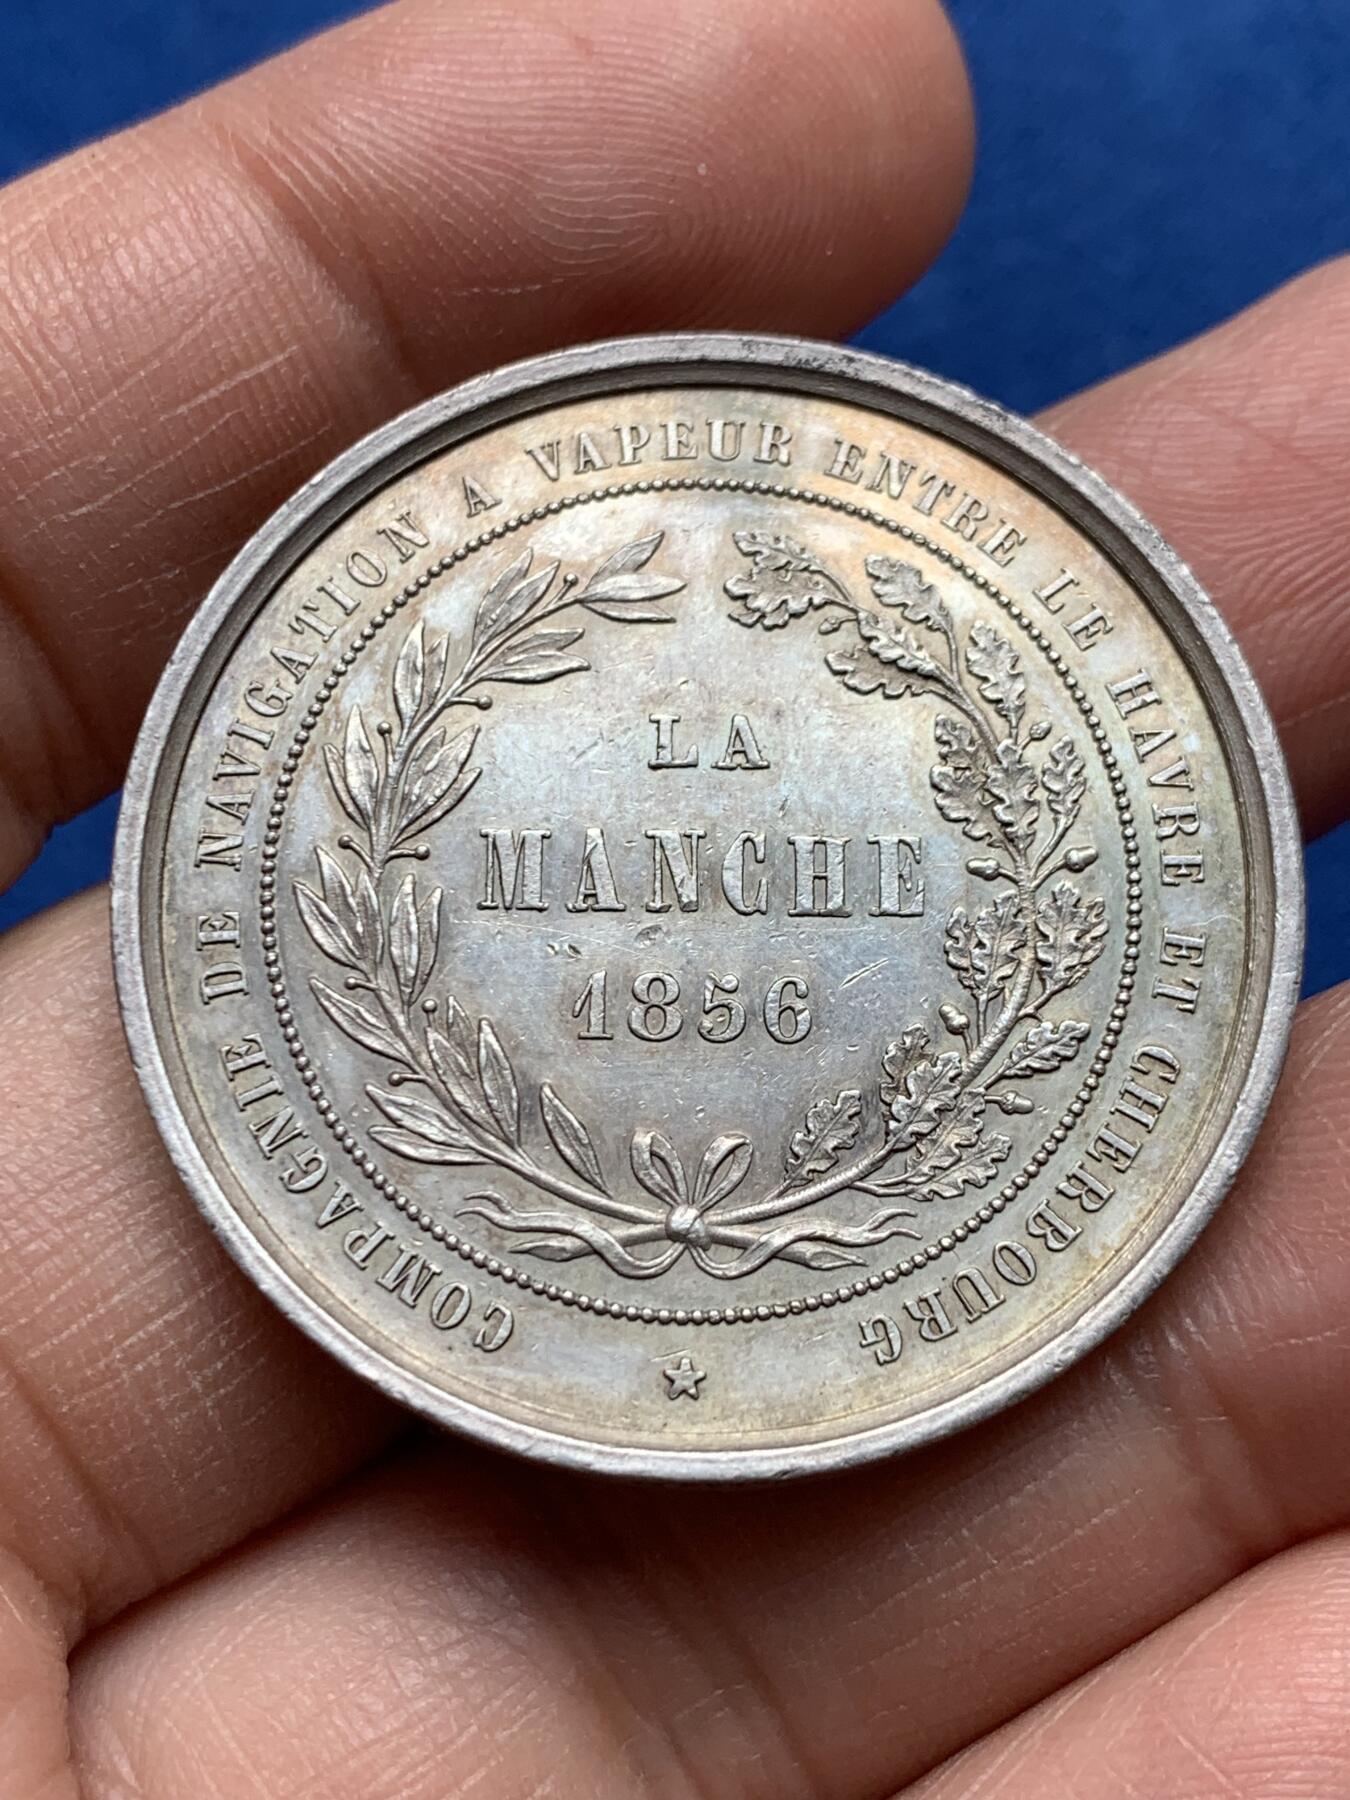 COMPAGNIE DE NAVIGATION A VAPEUR ENTRE LE HAVRE ET CHERBOURG
LA
MANCHE
1856